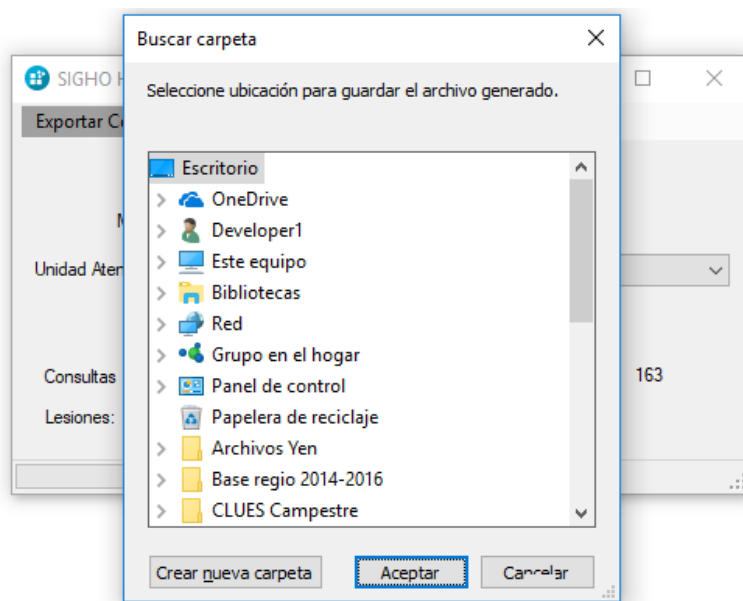 Buscar carpeta
SIGHO
Seleccione ubicación para guardar el archivo generado.
Exportar
Escritorio
OneDrive
Developer1
Unidad
Este equipo
Bibliotecas
Red
Grupo en el hogar
Consultas
163
Panel de control
Lesiones:
Papelera de reciclaje
Archivos Yen
Base regio 2014-2016
CLUES Campestre
Crear nueva carpeta
Aceptar
Cancelar